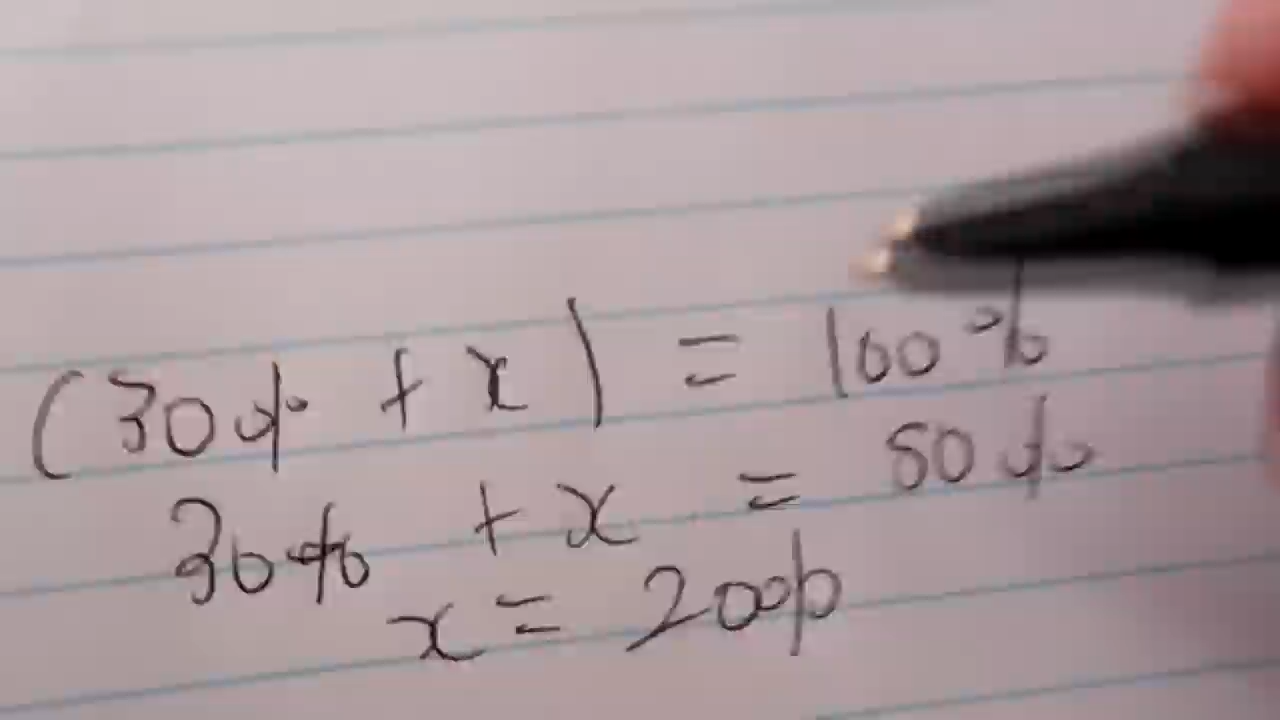 (30% + x) = 100%
30% + x = 50%
x = 20%